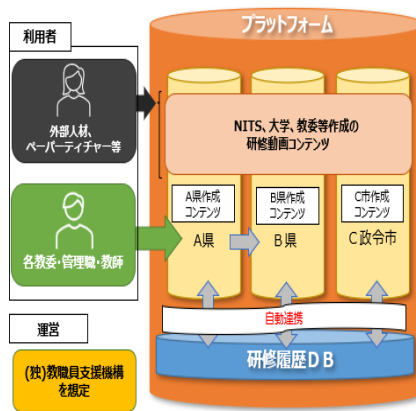 利用者
外部人材、
ペーパーティチャー等
各教委・管理職・教師
運営
(独)教職員支援機構
を想定
プラットフォーム
NITS、大学、教委等作成の
研修動画コンテンツ
A県作成
コンテンツ
A県
B県作成
コンテンツ
B県
C市作成
コンテンツ
C政令市
自動連携
研修履歴DB